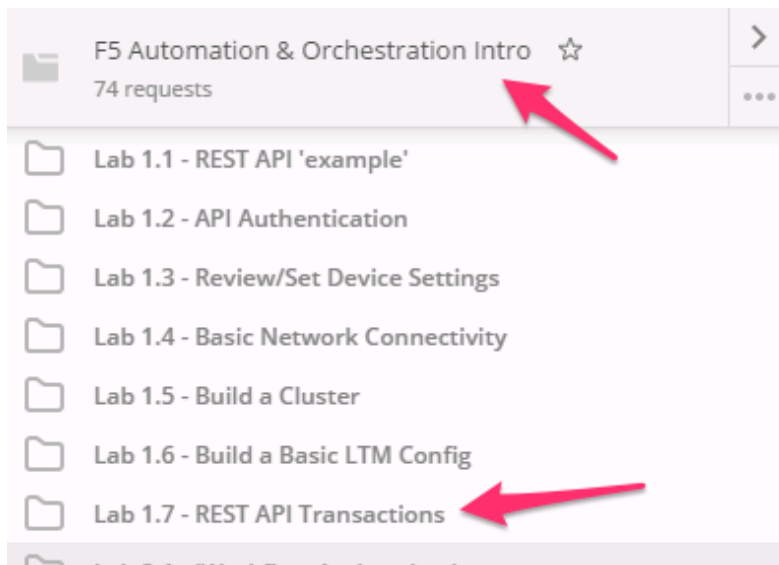 F5 Automation & Orchestration Intro
74 requests
Lab 1.1 - REST API 'example'
Lab 1.2 - API Authentication
Lab 1.3 - Review/Set Device Settings
Lab 1.4 - Basic Network Connectivity
Lab 1.5 - Build a Cluster
Lab 1.6 - Build a Basic LTM Config
Lab 1.7 - REST API Transactions